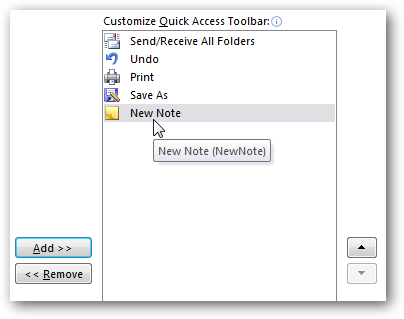 Customize Quick Access Toolbar:
Send/Receive All Folders
Undo
Print
Save As
New Note
New Note (NewNote)
Add >>
<< Remove